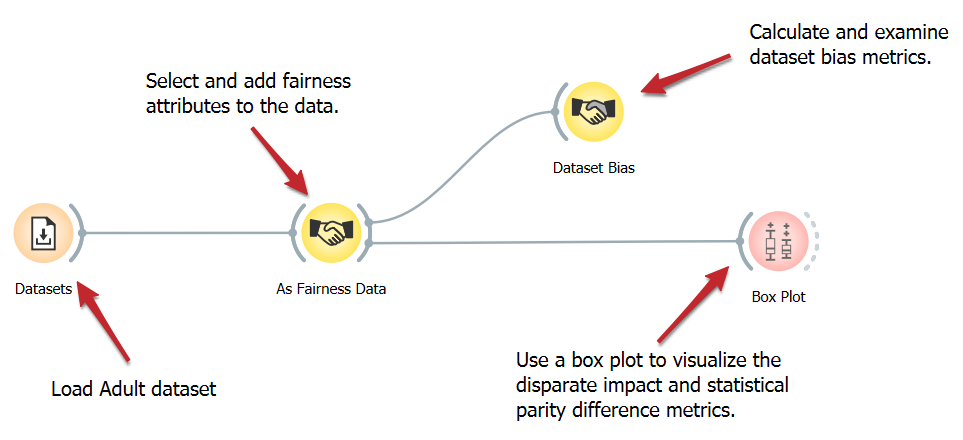 Calculate and examine
dataset bias metrics.
Select and add fairness
attributes to the data.
Dataset Bias
Datasets
As Fairness Data
Box Plot
Load Adult dataset
Use a box plot to visualize the
disparate impact and statistical
parity difference metrics.